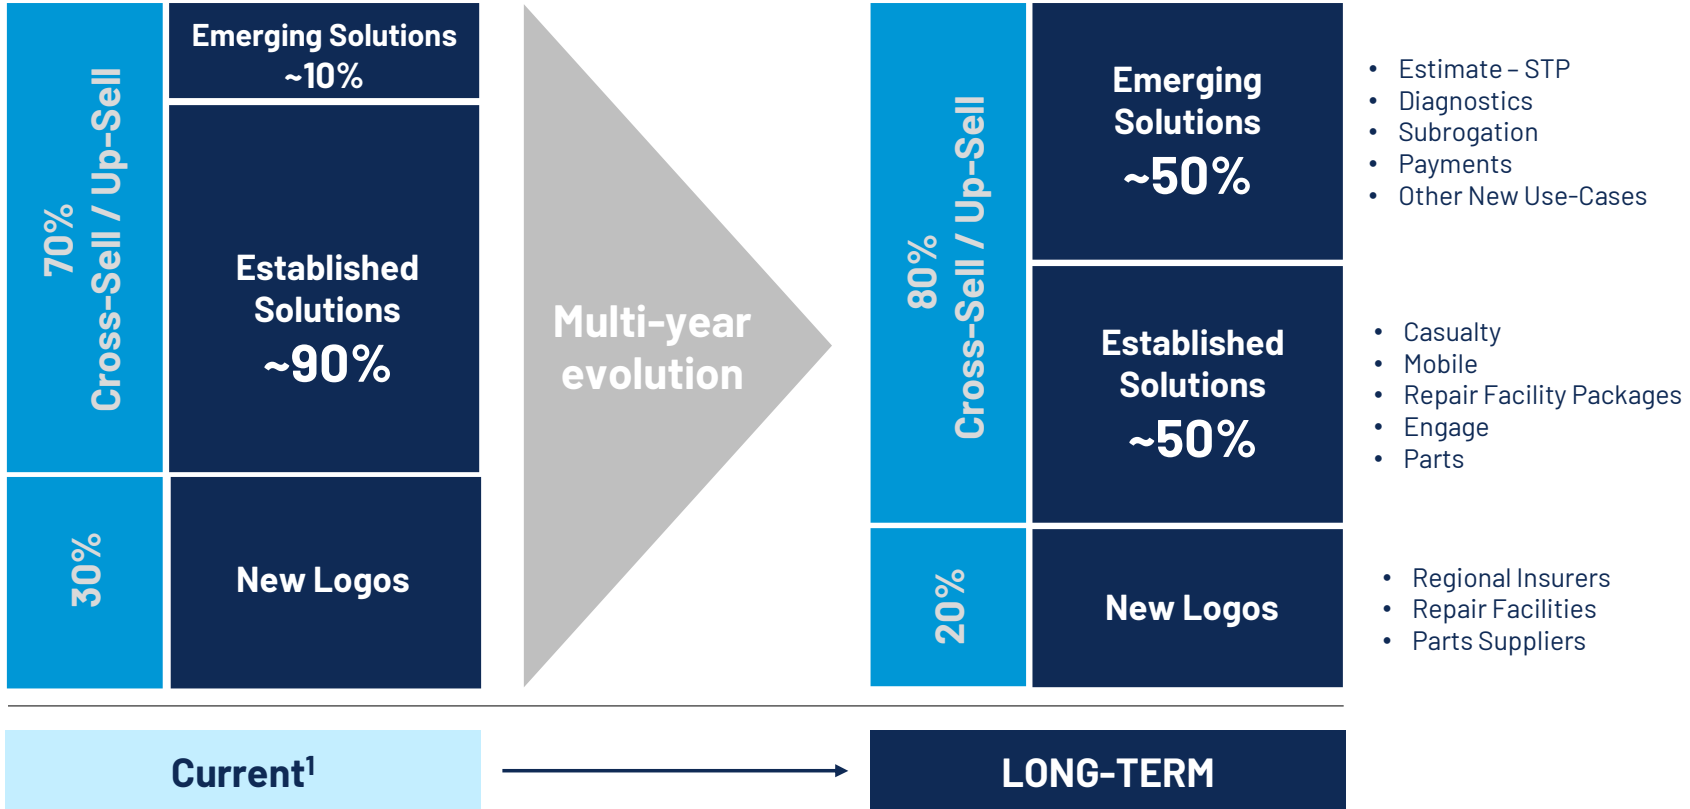 70%
Cross-Sell / Up-Sell
Emerging Solutions
~10%
Established
Solutions
~90%
30%
New Logos
Multi-year
evolution
80%
Cross-Sell / Up-Sell
Emerging
Solutions
~50%
• Estimate – STP
• Diagnostics
• Subrogation
• Payments
• Other New Use-Cases
Established
Solutions
~50%
• Casualty
• Mobile
• Repair Facility Packages
• Engage
• Parts
20%
New Logos
• Regional Insurers
• Repair Facilities
• Parts Suppliers
Current¹
LONG-TERM